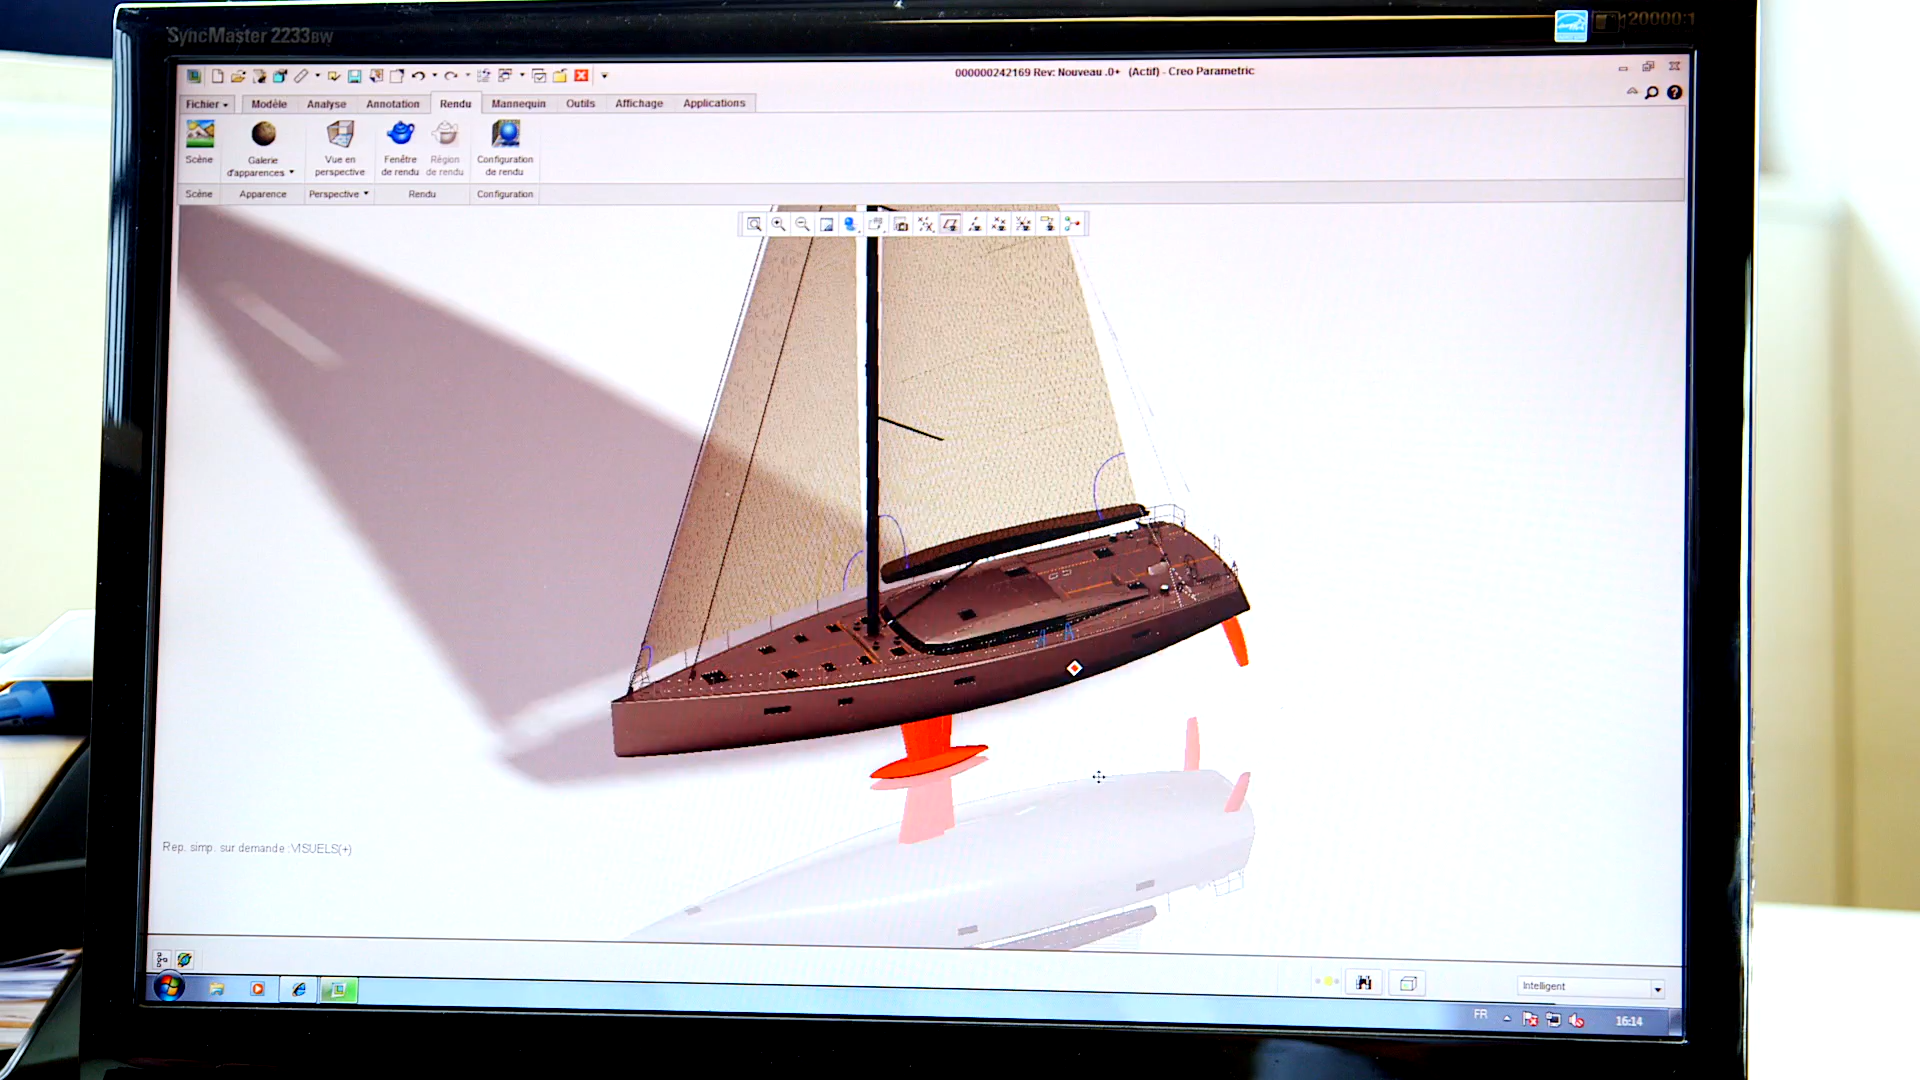 SyncMaster 2233BW
20000:1
000000242169 Rev: Nouveau .0+ (Actif) - Creo Parametric
Fichier Modèle Analyse Annotation Rendu Mannequin Outils Affichage Applications
Scène
Galerie d'apparences
Vue en perspective
Fenêtre de rendu
Région de rendu
Configuration de rendu
Scène Apparence Perspective Rendu Configuration
Rep. simp. sur demande :VISUELS(+)
Intelligent
FR
16:14